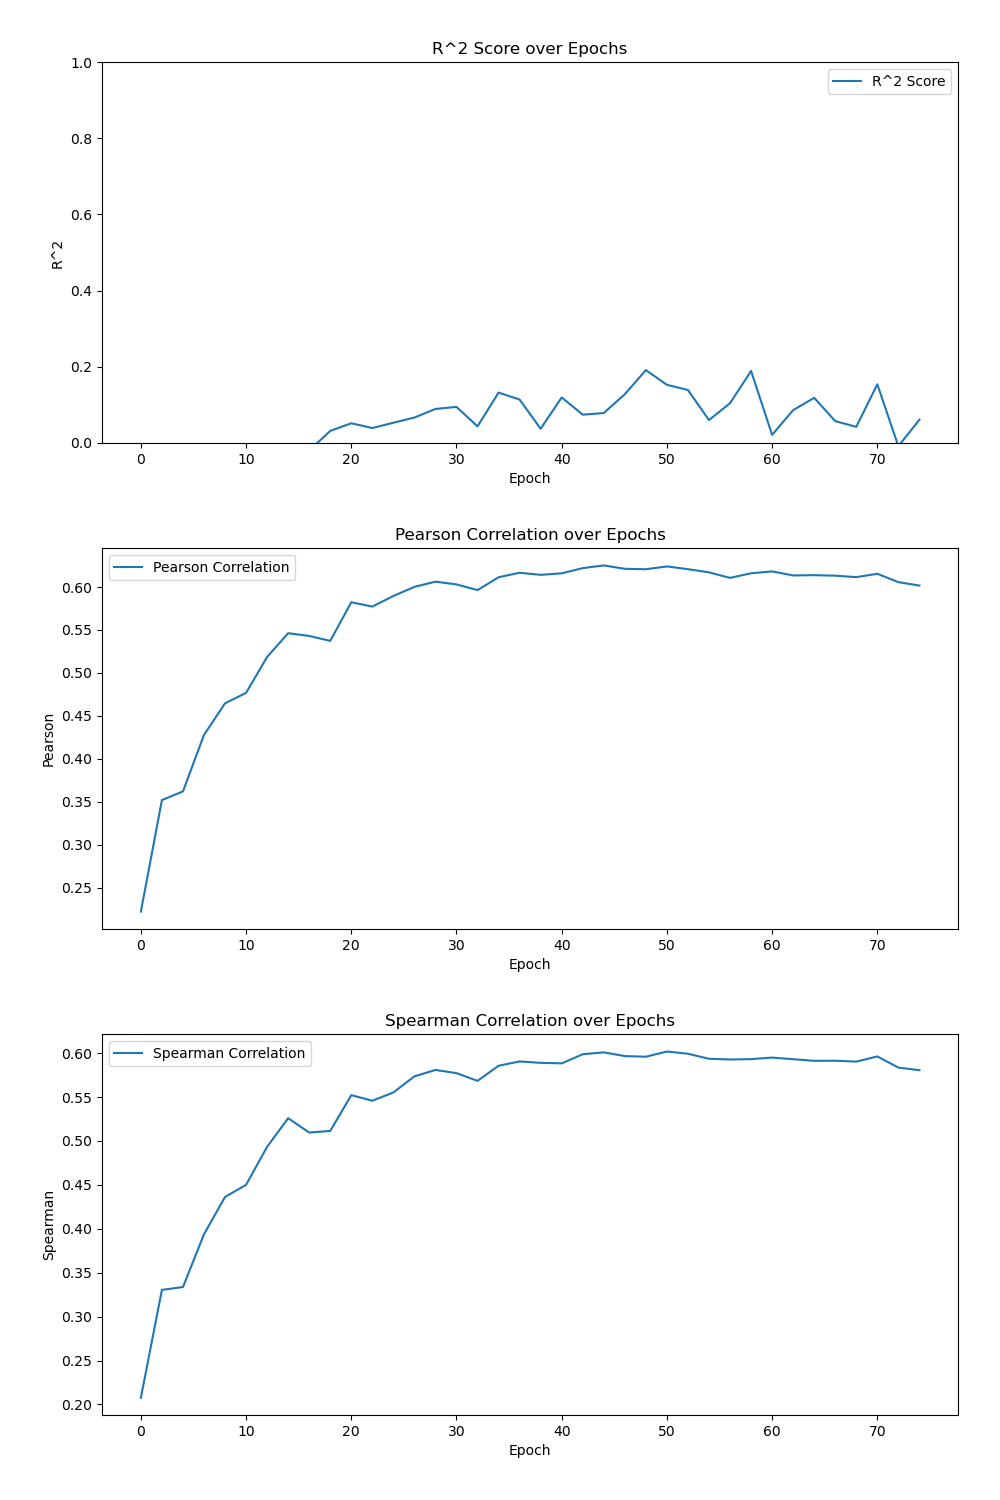 R^2 Score over Epochs
R^2 Score
1.0
0.8
0.6
0.4
0.2
0.0
R^2
0 10 20 30 40 50 60 70
Epoch
Pearson Correlation over Epochs
Pearson Correlation
0.60
0.55
0.50
0.45
0.40
0.35
0.30
0.25
Pearson
0 10 20 30 40 50 60 70
Epoch
Spearman Correlation over Epochs
Spearman Correlation
0.60
0.55
0.50
0.45
0.40
0.35
0.30
0.25
0.20
Spearman
0 10 20 30 40 50 60 70
Epoch